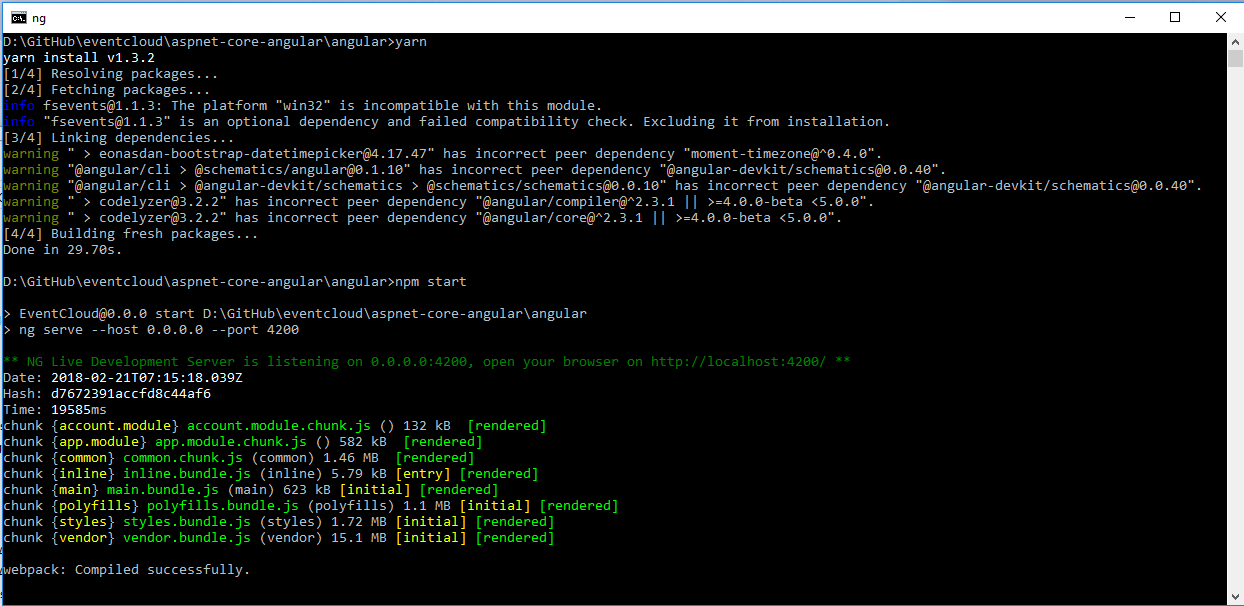 ng
D:\GitHub\eventcloud\aspnet-core-angular\angular>yarn
yarn install v1.3.2
[1/4] Resolving packages...
[2/4] Fetching packages...
info fsevents@1.1.3: The platform "win32" is incompatible with this module.
info "fsevents@1.1.3" is an optional dependency and failed compatibility check. Excluding it from installation.
[3/4] Linking dependencies...
warning " > eonasdan-bootstrap-datetimepicker@4.17.47" has incorrect peer dependency "moment-timezone@^0.4.0".
warning "@angular/cli > @schematics/angular@0.1.10" has incorrect peer dependency "@angular-devkit/schematics@0.0.40".
warning "@angular/cli > @angular-devkit/schematics > @schematics/schematics@0.0.10" has incorrect peer dependency "@angular-devkit/schematics@0.0.40".
warning " > codelyzer@3.2.2" has incorrect peer dependency "@angular/compiler@^2.3.1 || >=4.0.0-beta <5.0.0".
warning " > codelyzer@3.2.2" has incorrect peer dependency "@angular/core@^2.3.1 || >=4.0.0-beta <5.0.0".
[4/4] Building fresh packages...
Done in 29.70s.
D:\GitHub\eventcloud\aspnet-core-angular\angular>npm start
> EventCloud@0.0.0 start D:\GitHub\eventcloud\aspnet-core-angular\angular
> ng serve --host 0.0.0.0 --port 4200
** NG Live Development Server is listening on 0.0.0.0:4200, open your browser on http://localhost:4200/ **
Date: 2018-02-21T07:15:18.039Z
Hash: d7672391accfd8c44af6
Time: 19585ms
chunk {account.module} account.module.chunk.js () 132 kB  [rendered]
chunk {app.module} app.module.chunk.js () 582 kB  [rendered]
chunk {common} common.chunk.js (common) 1.46 MB  [rendered]
chunk {inline} inline.bundle.js (inline) 5.79 kB [entry] [rendered]
chunk {main} main.bundle.js (main) 623 kB [initial] [rendered]
chunk {polyfills} polyfills.bundle.js (polyfills) 1.1 MB [initial] [rendered]
chunk {styles} styles.bundle.js (styles) 1.72 MB [initial] [rendered]
chunk {vendor} vendor.bundle.js (vendor) 15.1 MB [initial] [rendered]
webpack: Compiled successfully.